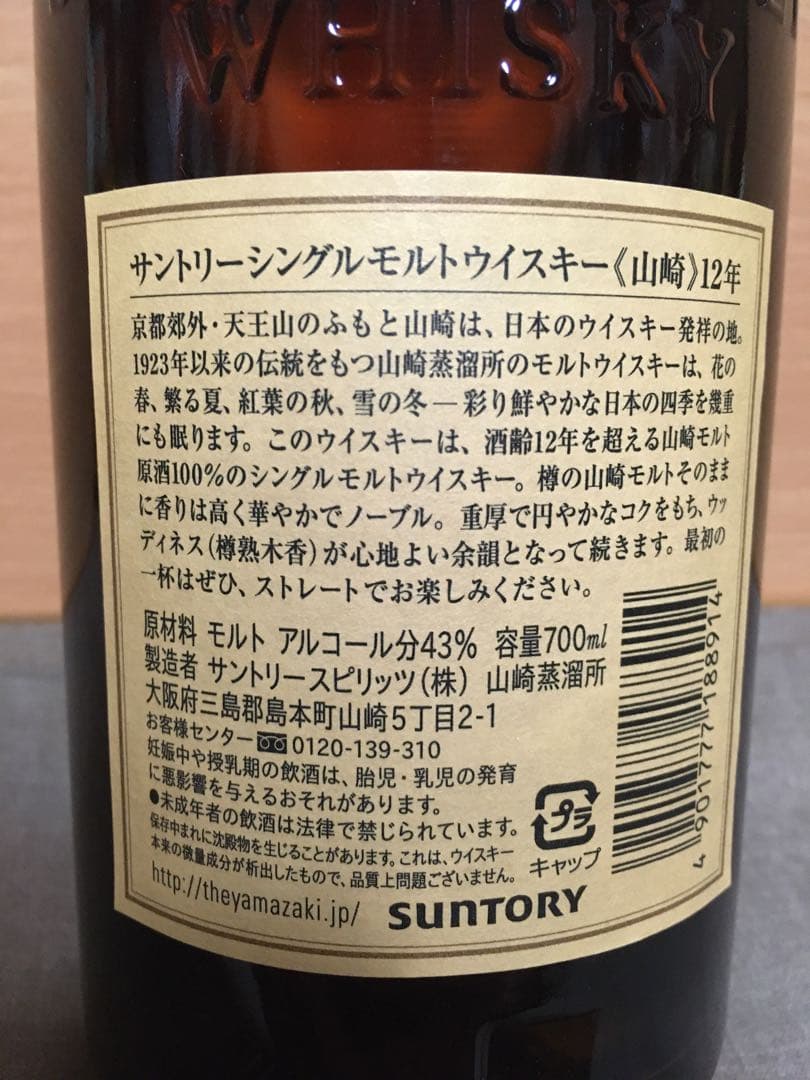 WHISKY
サントリーシングルモルトウイスキー《山崎》12年
京都郊外・天王山のふもと山崎は、日本のウイスキー発祥の地。
1923年以来の伝統をもつ山崎蒸溜所のモルトウイスキーは、花の
春、繁る夏、紅葉の秋、雪の冬―彩り鮮やかな日本の四季を幾重
にも眠ります。このウイスキーは、酒齢12年を超える山崎モルト
原酒100%のシングルモルトウイスキー。樽の山崎モルトそのまま
に香りは高く華やかでノーブル。重厚で円やかなコクをもち、ウッ
ディネス(樽熟木香)が心地よい余韻となって続きます。最初の
一杯はぜひ、ストレートでお楽しみください。
原材料 モルト アルコール分43% 容量700ml
製造者 サントリースピリッツ(株) 山崎蒸溜所
大阪府三島郡島本町山崎5丁目2-1
お客様センター 0120-139-310
妊娠中や授乳期の飲酒は、胎児・乳児の発育
に悪影響を与えるおそれがあります。
●未成年者の飲酒は法律で禁じられています。
保存中まれに沈殿物を生じることがあります。これは、ウイスキー
本来の微量成分が析出したもので、品質上問題ございません。
http://theyamazaki.jp/
SUNTORY
プラ
キャップ
4 901777 188914